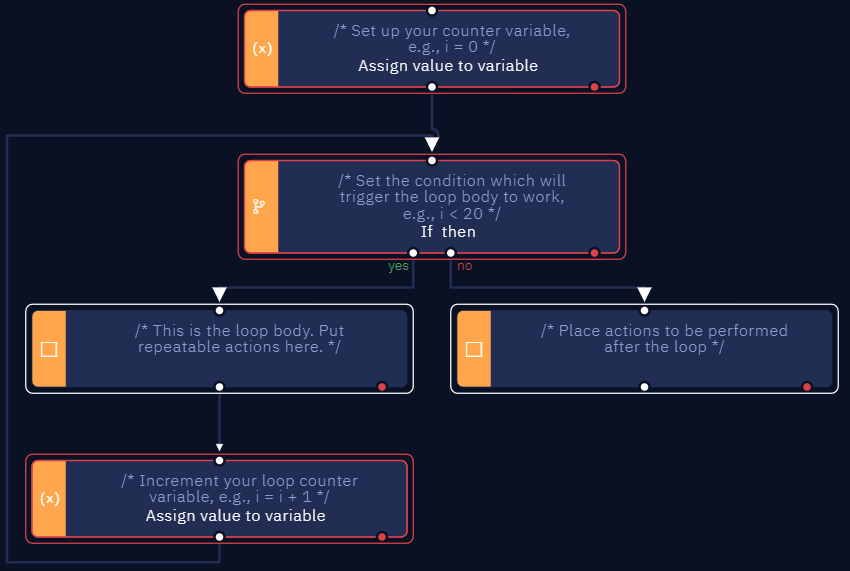 /* Set up your counter variable,
e.g., i = 0 */
(x)
Assign value to variable
/* Set the condition which will
trigger the loop body to work,
e.g., i < 20 */
If then
yes
no
/* This is the loop body. Put
repeatable actions here. */
/* Place actions to be performed
after the loop */
/* Increment your loop counter
variable, e.g., i = i + 1 */
(x)
Assign value to variable